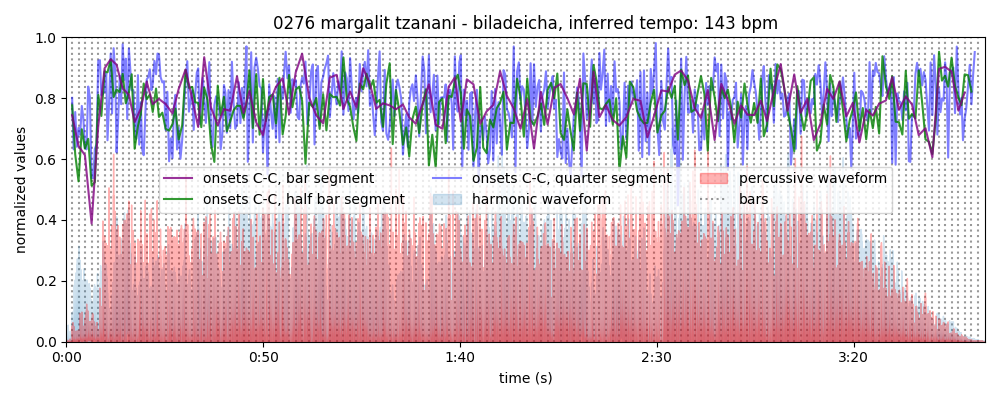 0276 margalit tzanani - biladeicha, inferred tempo: 143 bpm
1.0
0.8
0.6
0.4
0.2
0.0
normalized values
onsets C-C, bar segment
onsets C-C, half bar segment
onsets C-C, quarter segment
harmonic waveform
percussive waveform
bars
0:00
0:50
1:40
2:30
3:20
time (s)